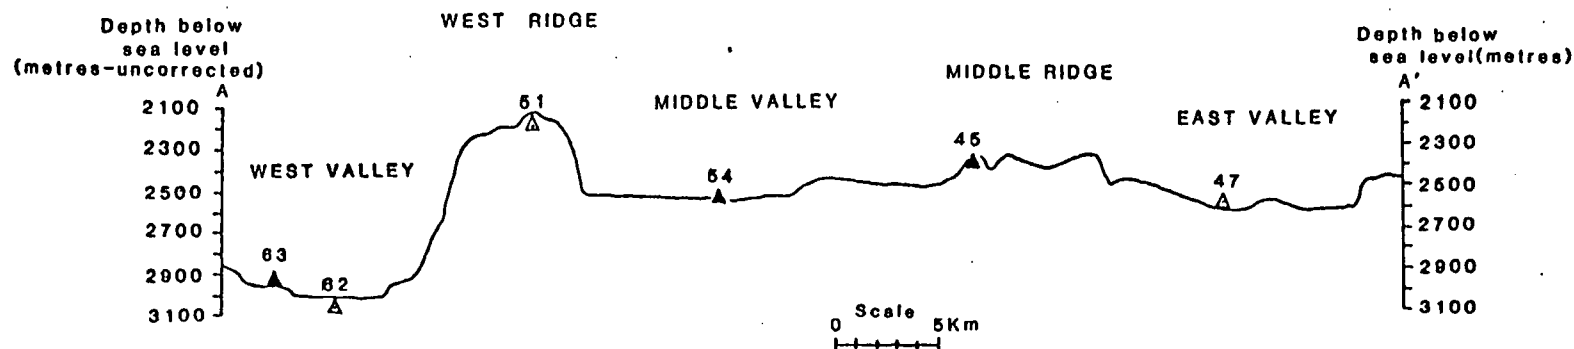 WEST RIDGE
Depth below
sea level
(metres-uncorrected)
A
Depth below
sea level(metres)
A'
MIDDLE RIDGE
MIDDLE VALLEY
EAST VALLEY
WEST VALLEY
2100
2300
2500
2700
2900
3100
63
62
51
54
45
47
2100
2300
2500
2700
2900
3100
Scale
0 5Km